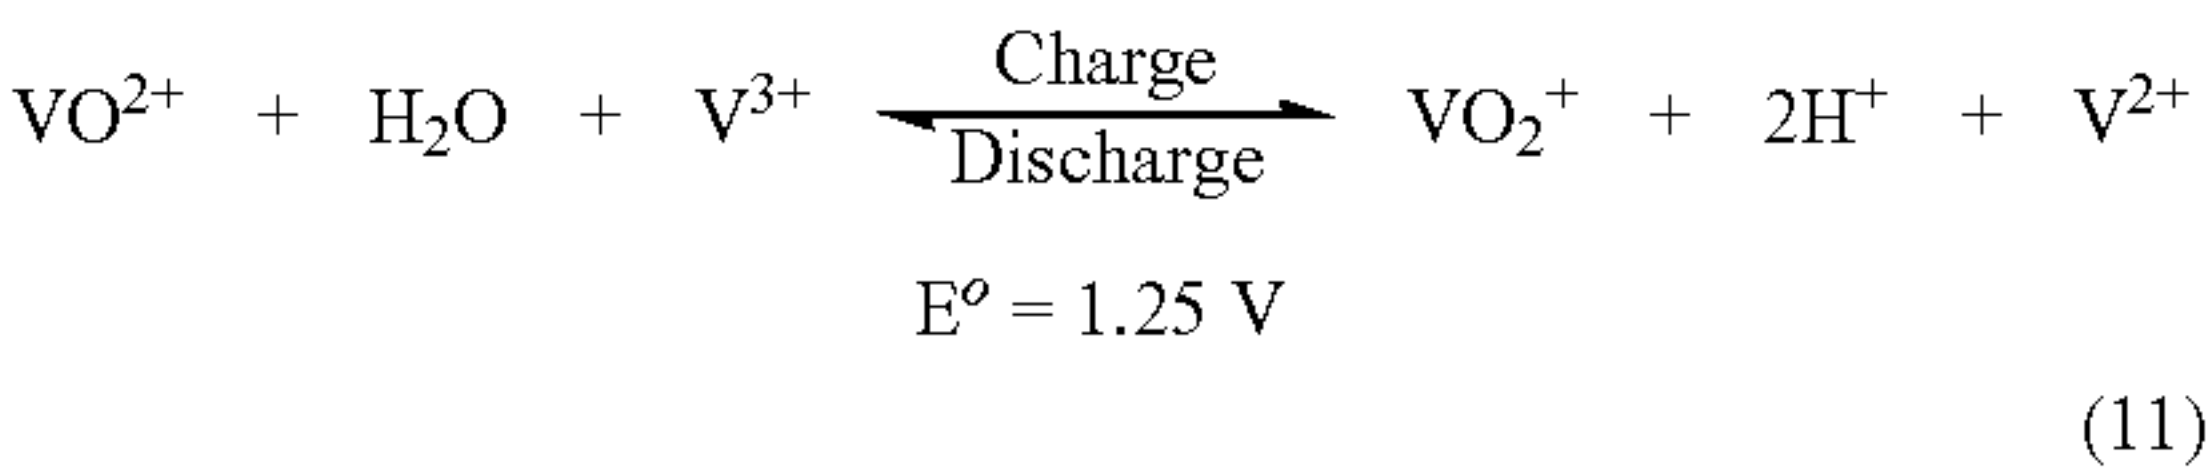 Charge
VO²⁺ + H₂O + V³⁺ ⇌ VO₂⁺ + 2H⁺ + V²⁺
Discharge
Eº = 1.25 V
(11)